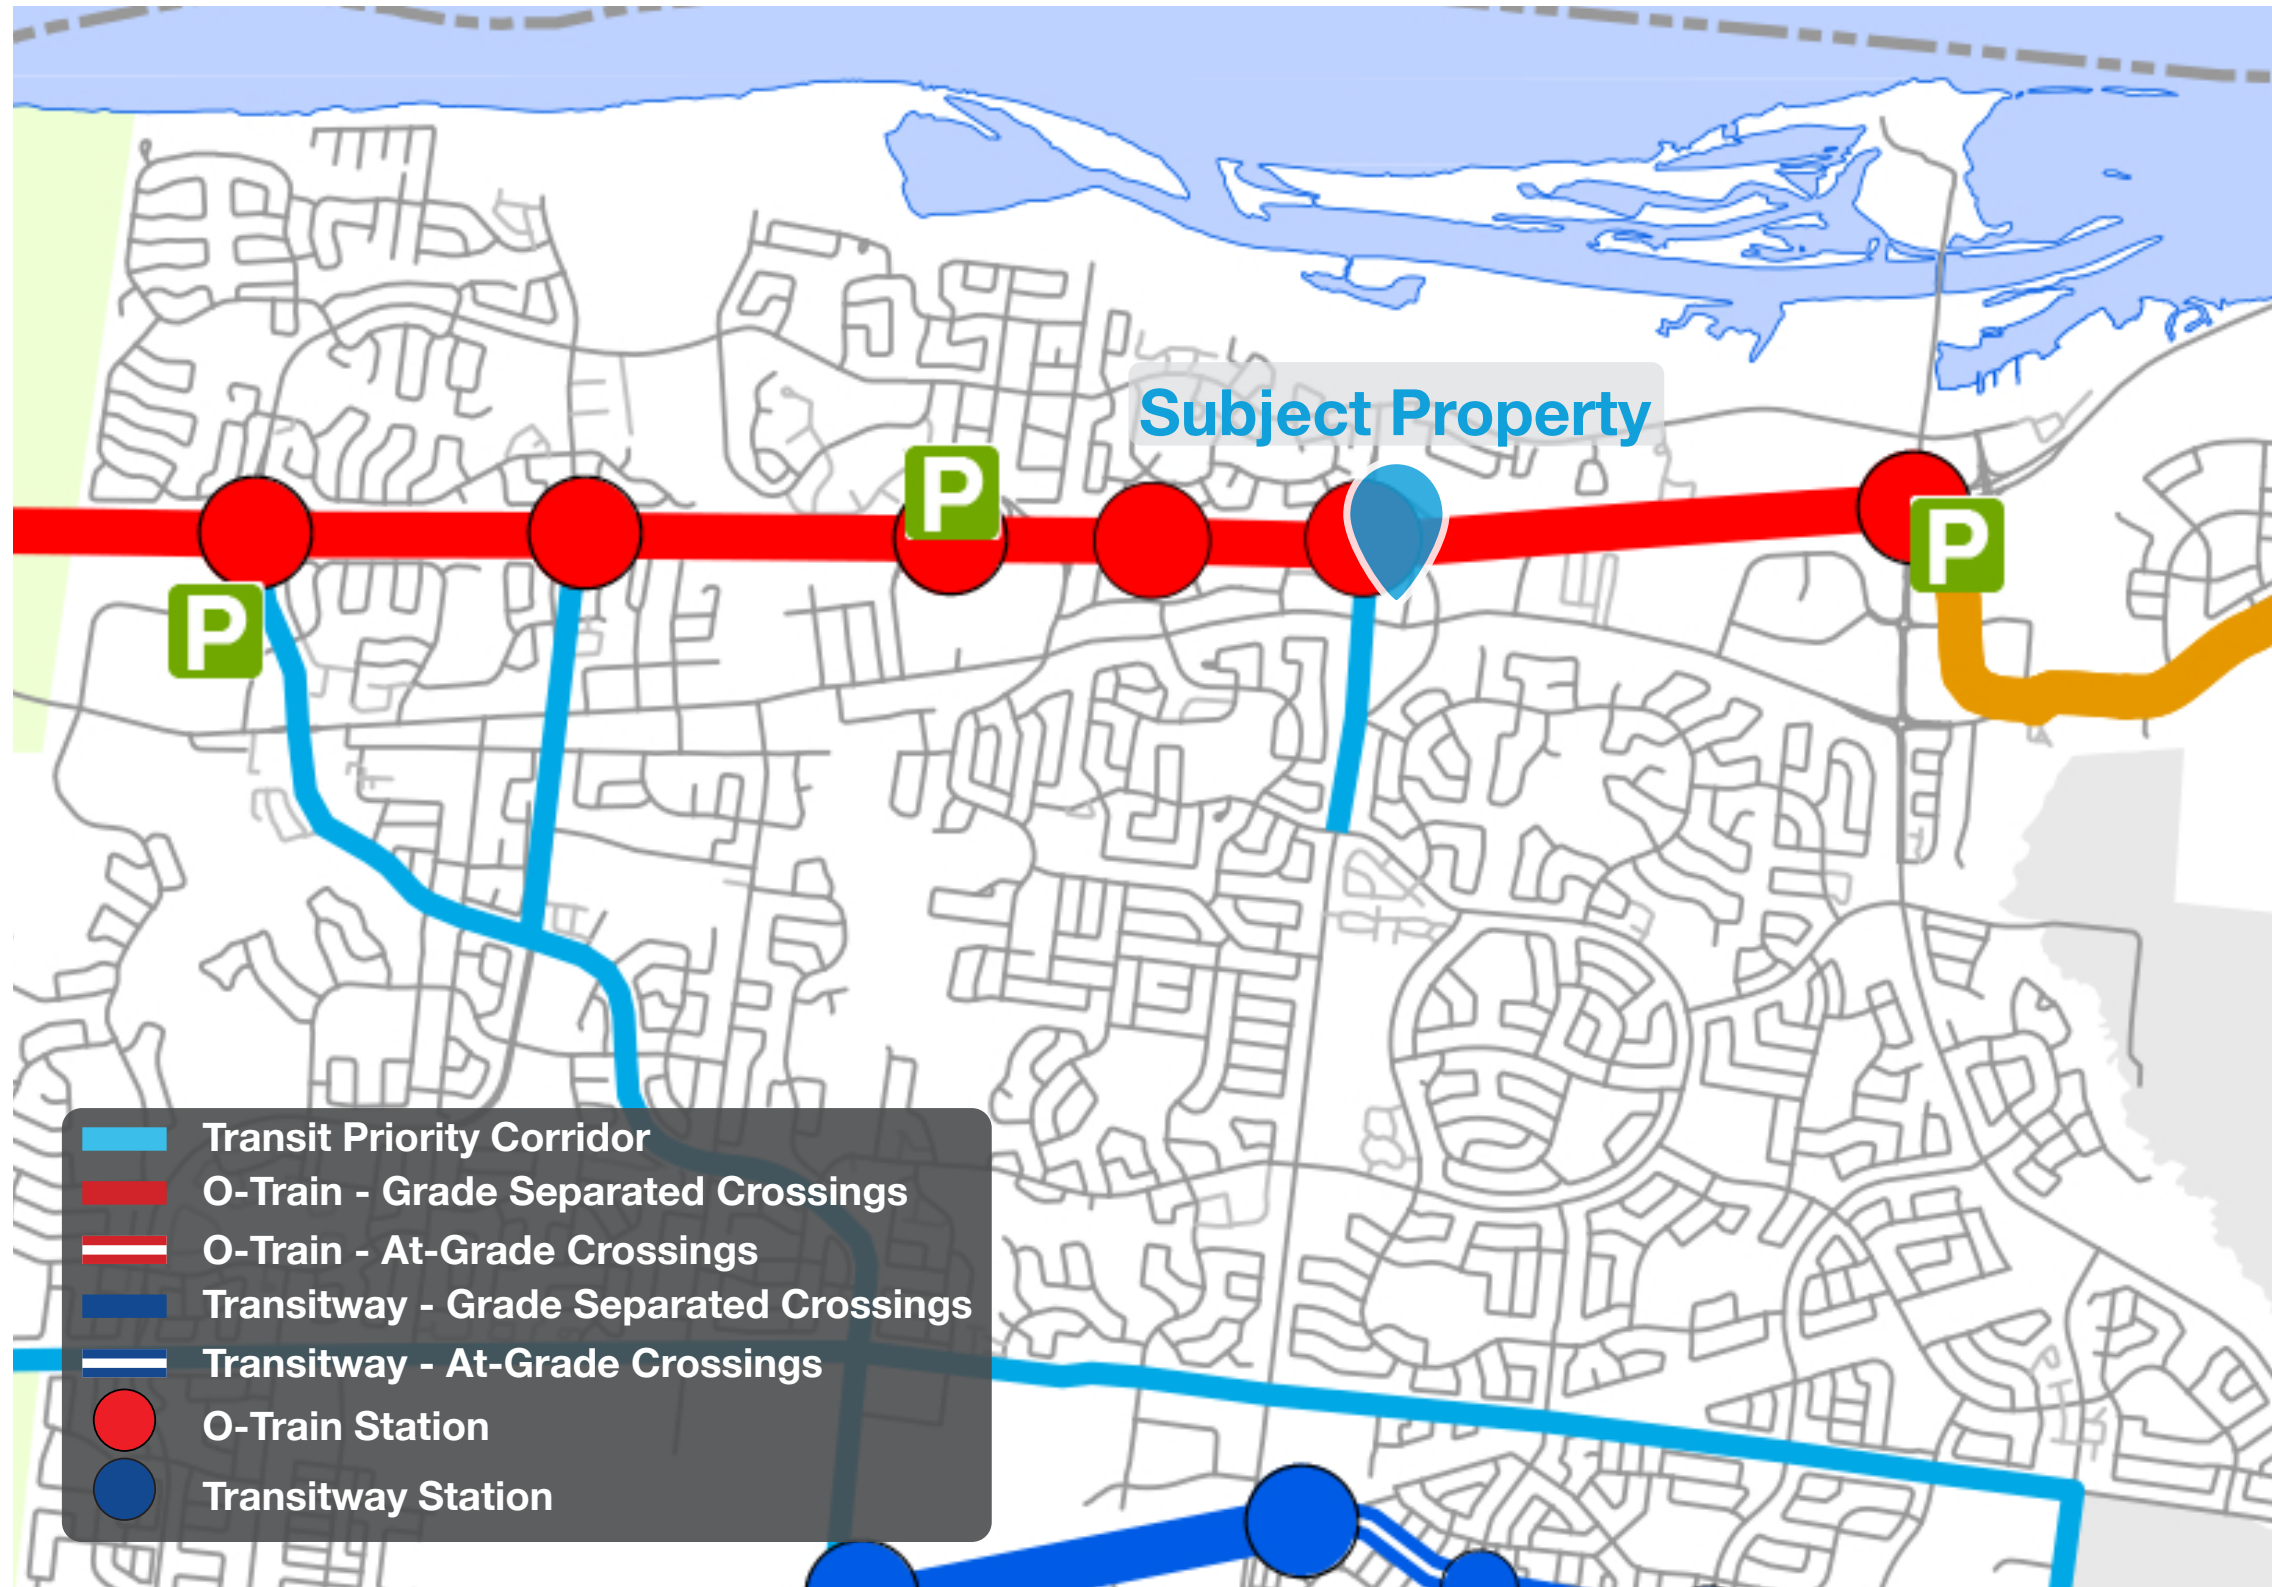 Subject Property
P
P
P
P
Transit Priority Corridor
O-Train - Grade Separated Crossings
O-Train - At-Grade Crossings
Transitway - Grade Separated Crossings
Transitway - At-Grade Crossings
O-Train Station
Transitway Station